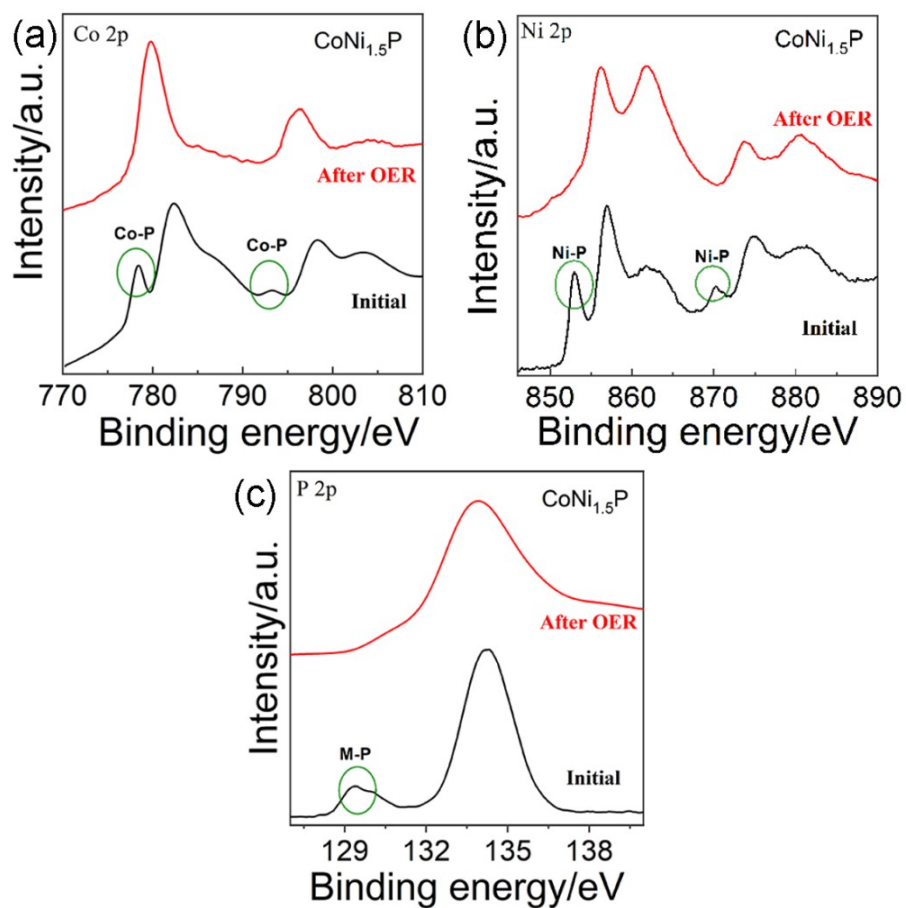 (a)
Co 2p
CoNi1.5P
After OER
Co-P
Co-P
Initial
Intensity/a.u.
770 780 790 800 810
Binding energy/eV
(b)
Ni 2p
CoNi1.5P
After OER
Ni-P
Ni-P
Initial
Intensity/a.u.
850 860 870 880 890
Binding energy/eV
(c)
P 2p
CoNi1.5P
After OER
M-P
Initial
Intensity/a.u.
129 132 135 138
Binding energy/eV